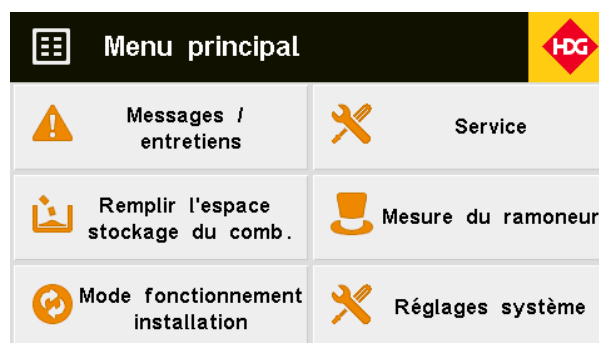 Menu principal
HDG
Messages /
entretiens
Service
Remplir l'espace
stockage du comb.
Mesure du ramoneur
Mode fonctionnement
installation
Réglages système